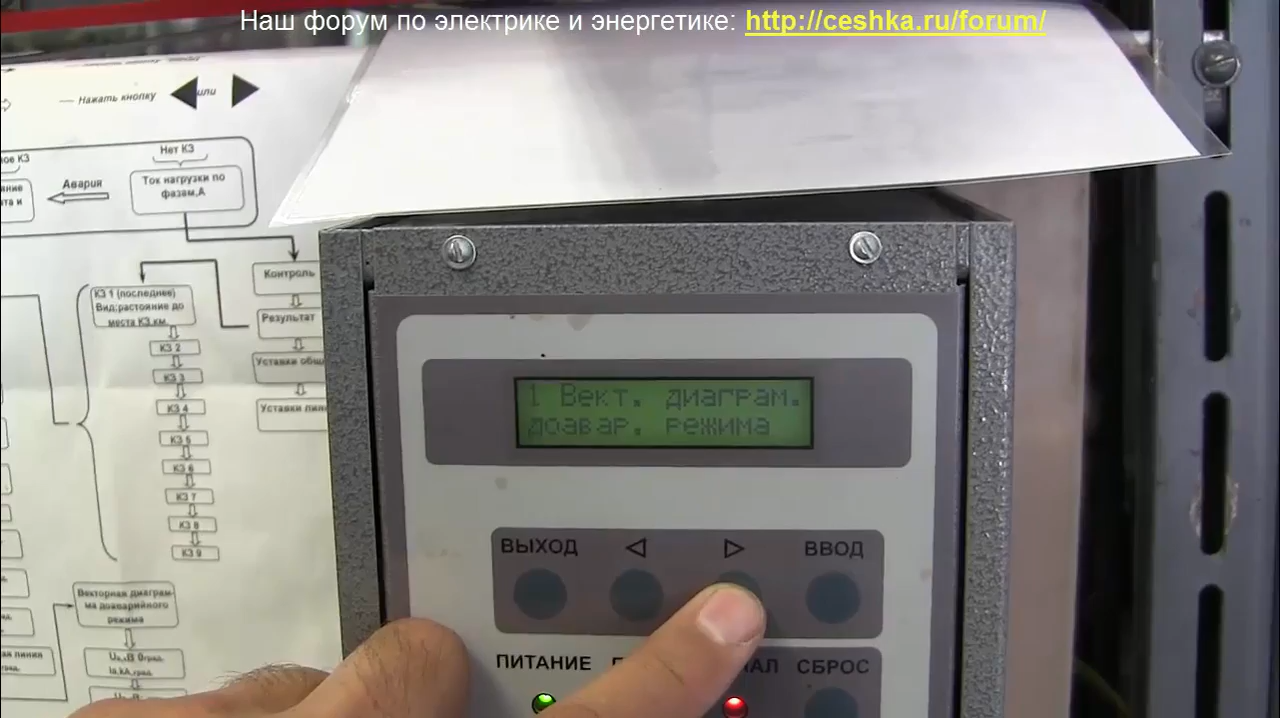 Наш форум по электрике и энергетике: http://ceshka.ru/forum/
Нажать кнопку
или
Нет КЗ
Авария
Ток нагрузки по
фазам,А
Контроль
КЗ 1 (последнее)
Вид;растояние до
места КЗ,км.
Результат
КЗ 2
КЗ 3
КЗ 4
КЗ 5
КЗ 6
КЗ 7
КЗ 8
КЗ 9
Уставки
Уставки
Векторная диаграм-
ма доаварийного
режима
1 Вект. диаграм.
доавар. режима
ВЫХОД
ВВОД
ПИТАНИЕ
СБРОС